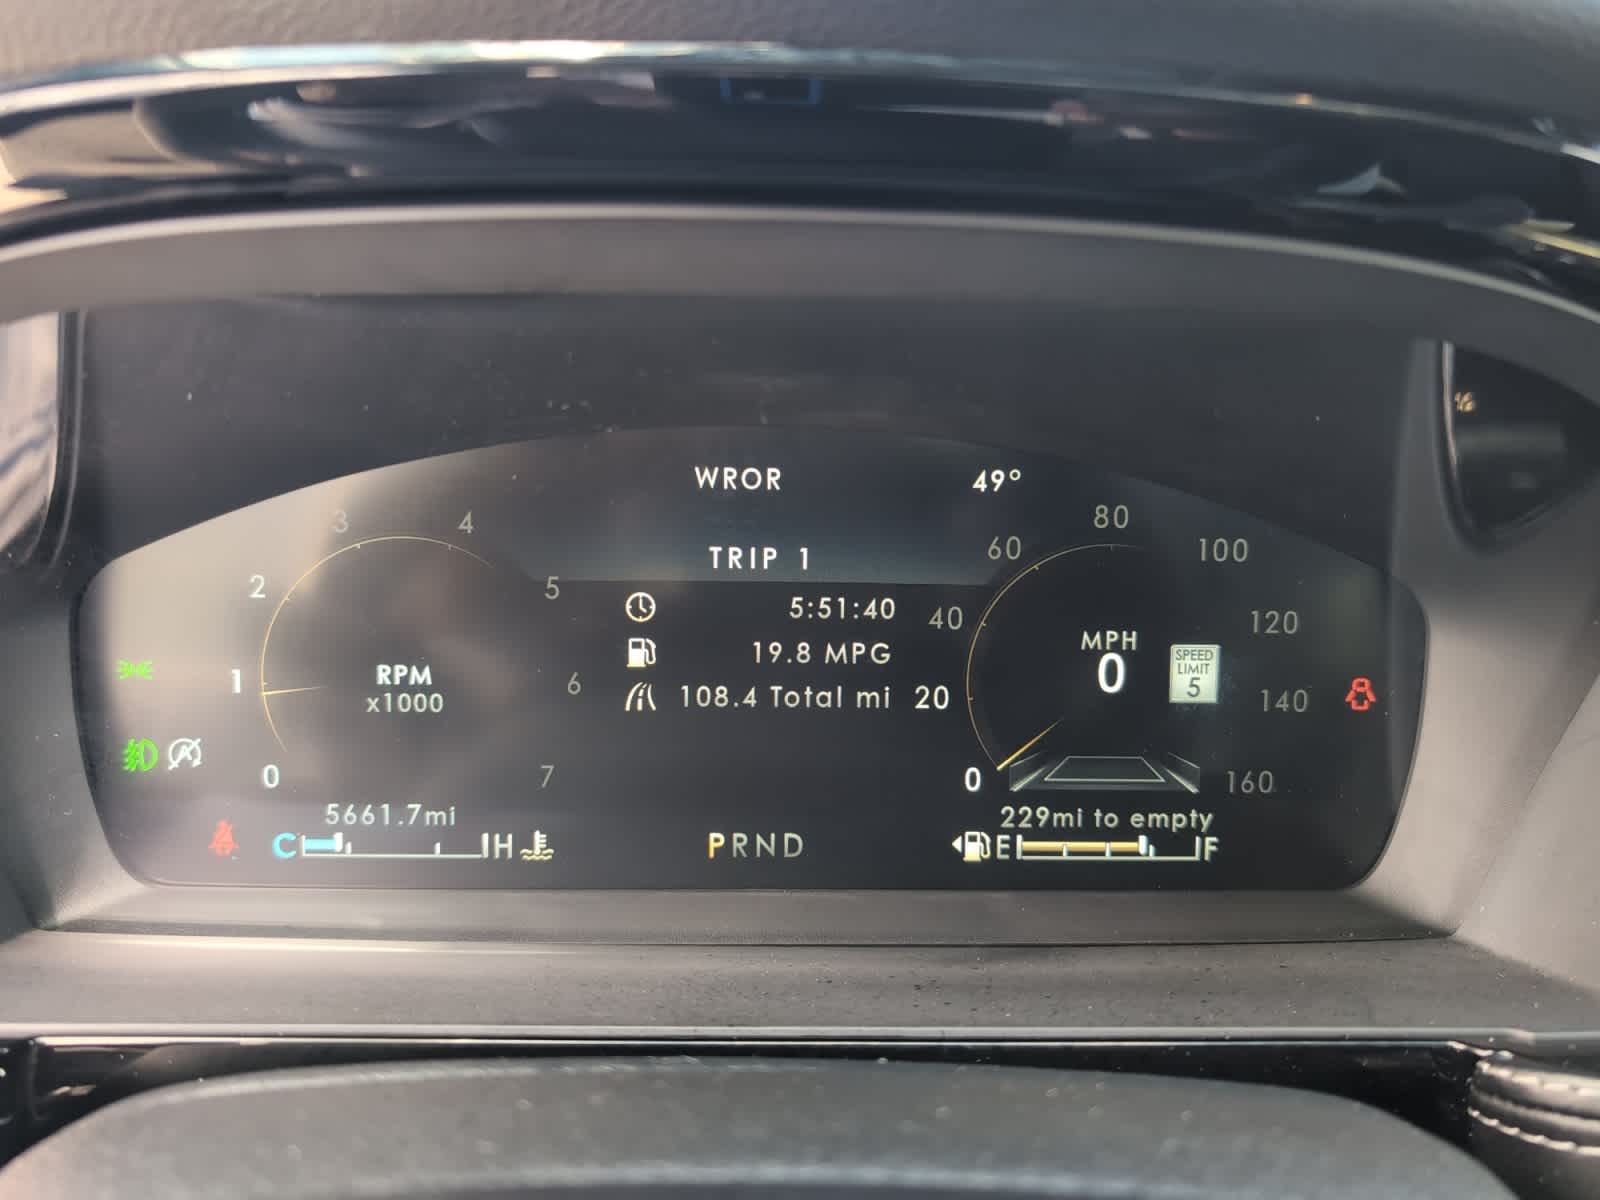 WROR 49°
TRIP 1
5:51:40
19.8 MPG
108.4 Total mi
0
1
2
3
4
5
6
7
RPM
x1000
0
20
40
60
80
100
120
140
160
MPH
0
SPEED
LIMIT
5
5661.7mi
C H
PRND
229mi to empty
E F